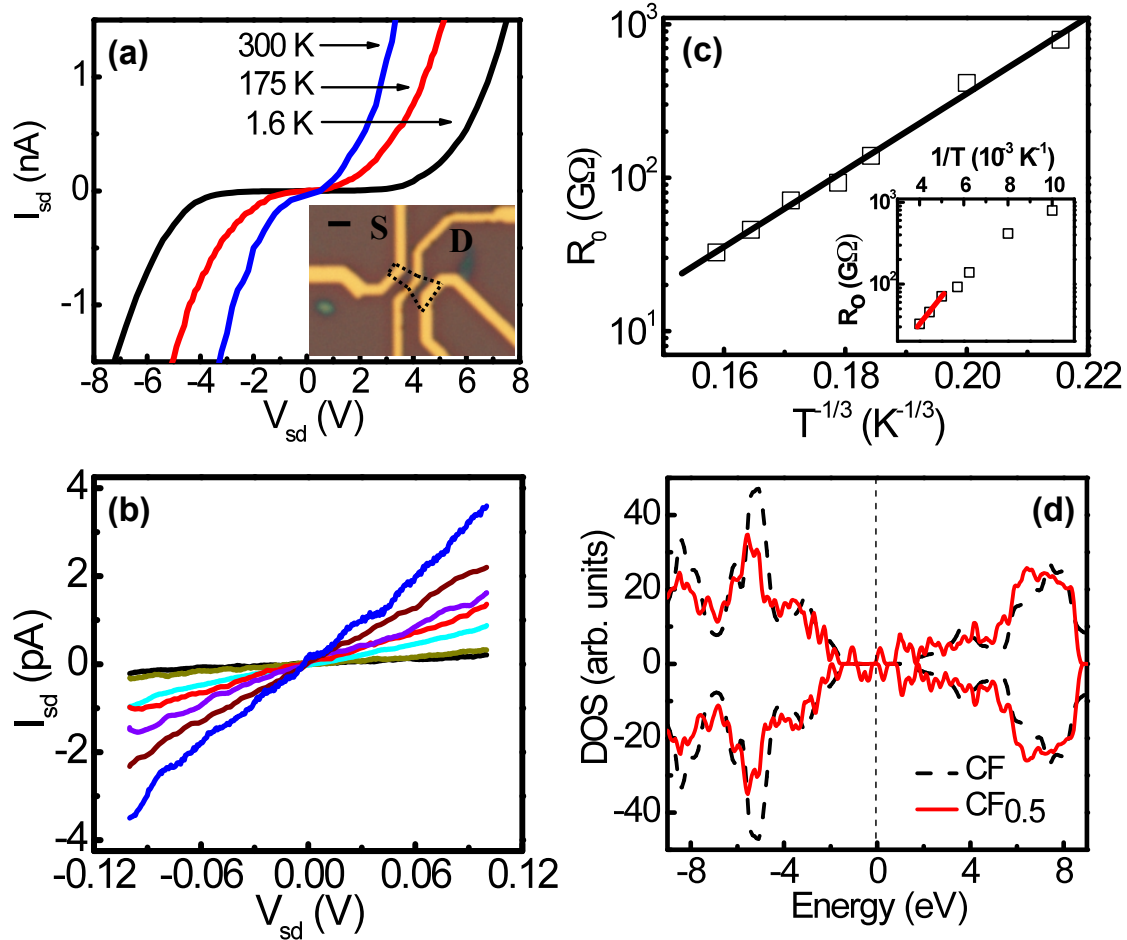 (a)
300 K
175 K
1.6 K
S
D
1
0
-1
I_sd (nA)
-8 -6 -4 -2 0 2 4 6 8
V_sd (V)
(c)
10^3
10^2
10^1
R_0 (GΩ)
0.16 0.18 0.20 0.22
T^-1/3 (K^-1/3)
1/T (10^-3 K^-1)
4 6 8 10
10^3
10^2
R_O (GΩ)
(b)
4
2
0
-2
-4
I_sd (pA)
-0.12 -0.06 0.00 0.06 0.12
V_sd (V)
(d)
40
20
0
-20
-40
DOS (arb. units)
CF
CF_0.5
-8 -4 0 4 8
Energy (eV)